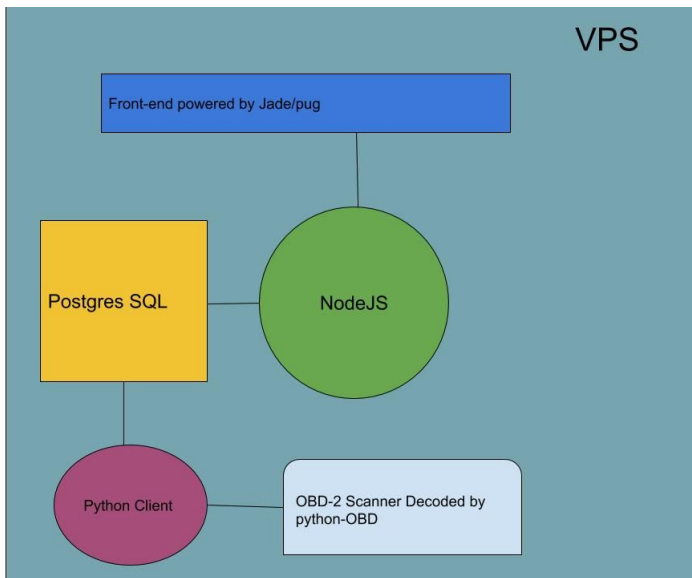 VPS
Front-end powered by Jade/pug
Postgres SQL
NodeJS
Python Client
OBD-2 Scanner Decoded by
python-OBD